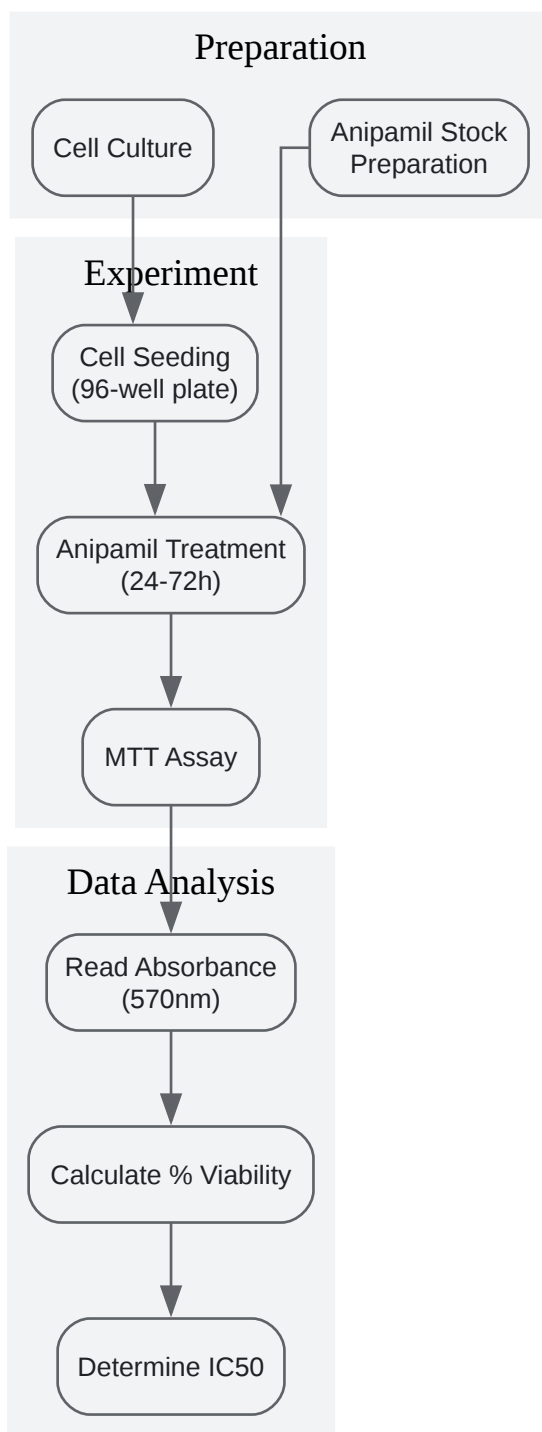 Preparation
Cell Culture
Anipamil Stock
Preparation
Experiment
Cell Seeding
(96-well plate)
Anipamil Treatment
(24-72h)
MTT Assay
Data Analysis
Read Absorbance
(570nm)
Calculate % Viability
Determine IC50